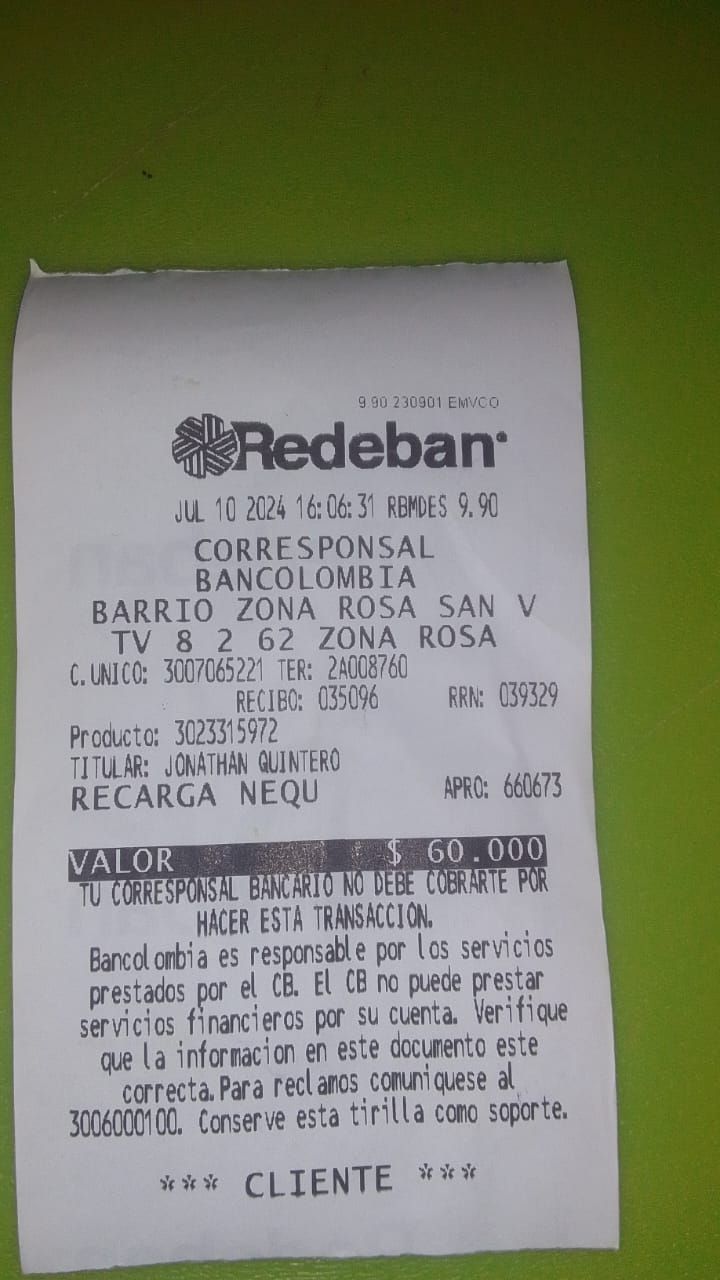 9.90 230901 EMVCO
Redeban
JUL 10 2024 16:06:31 RBMDES 9.90
CORRESPONSAL
BANCOLOMBIA
BARRIO ZONA ROSA SAN V
TV 8 2 62 ZONA ROSA
C.UNICO: 3007065221 TER: 2A008760
RECIBO: 035096 RRN: 039329
Producto: 3023315972
TITULAR: JONATHAN QUINTERO
RECARGA NEQU APRO: 660673
VALOR $ 60.000
TU CORRESPONSAL BANCARIO NO DEBE COBRARTE POR
HACER ESTA TRANSACCION.
Bancolombia es responsable por los servicios
prestados por el CB. El CB no puede prestar
servicios financieros por su cuenta. Verifique
que la informacion en este documento este
correcta.Para reclamos comuniquese al
3006000100. Conserve esta tirilla como soporte.
*** CLIENTE ***